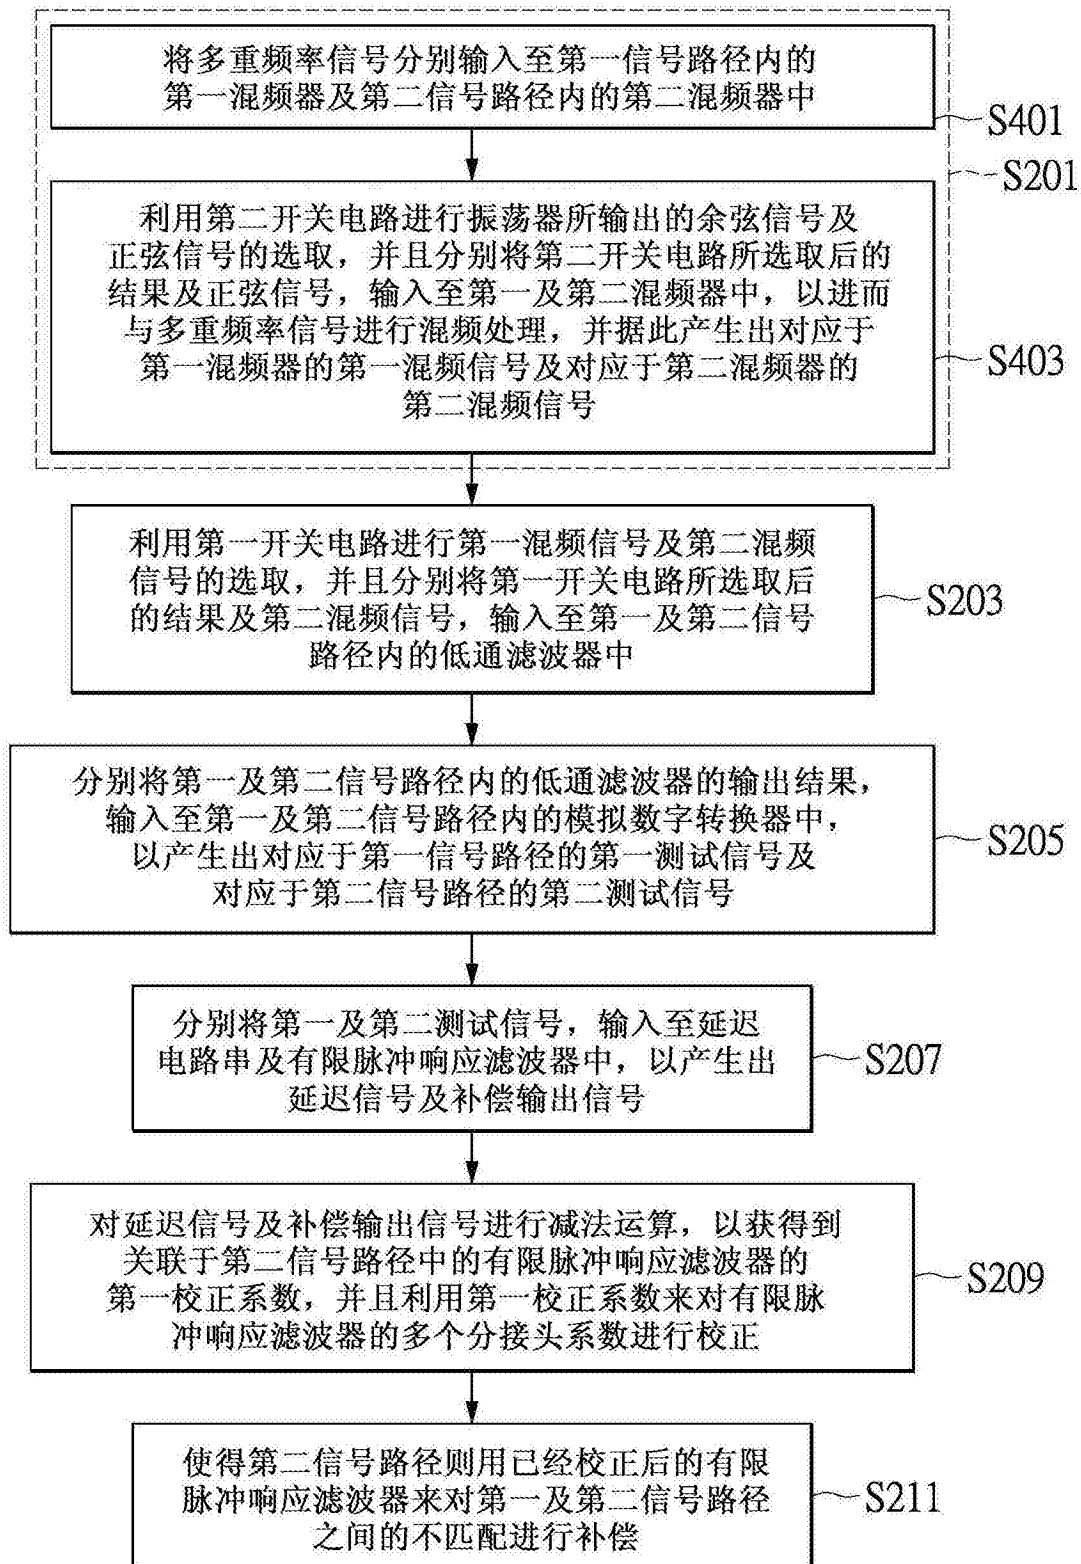 将多重频率信号分别输入至第一信号路径内的
第一混频器及第二信号路径内的第二混频器中
S401
S201
利用第二开关电路进行振荡器所输出的余弦信号及
正弦信号的选取，并且分别将第二开关电路所选取后的
结果及正弦信号，输入至第一及第二混频器中，以进而
与多重频率信号进行混频处理，并据此产生出对应于
第一混频器的第一混频信号及对应于第二混频器的
第二混频信号
S403
利用第一开关电路进行第一混频信号及第二混频
信号的选取，并且分别将第一开关电路所选取后
的结果及第二混频信号，输入至第一及第二信号
路径内的低通滤波器中
S203
分别将第一及第二信号路径内的低通滤波器的输出结果，
输入至第一及第二信号路径内的模拟数字转换器中，
以产生出对应于第一信号路径的第一测试信号及
对应于第二信号路径的第二测试信号
S205
分别将第一及第二测试信号，输入至延迟
电路串及有限脉冲响应滤波器中，以产生出
延迟信号及补偿输出信号
S207
对延迟信号及补偿输出信号进行减法运算，以获得到
关联于第二信号路径中的有限脉冲响应滤波器的
第一校正系数，并且利用第一校正系数来对有限脉
冲响应滤波器的多个分接头系数进行校正
S209
使得第二信号路径则用已经校正后的有限
脉冲响应滤波器来对第一及第二信号路径
之间的不匹配进行补偿
S211